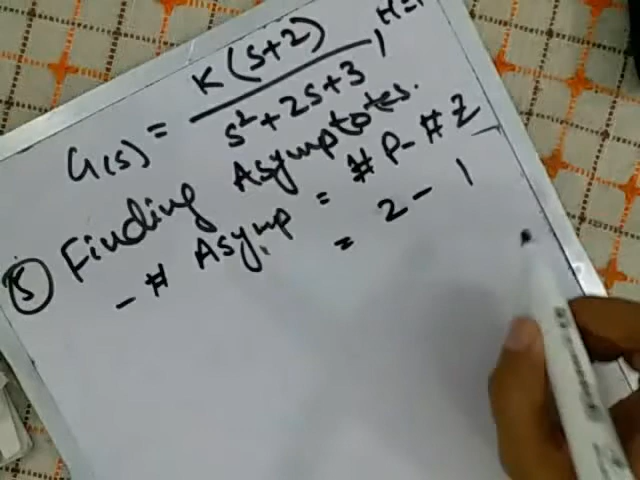 G(s) = K(s+2) / s²+2s+3 ,
⑤ Finding Asymptotes.
- # Asymp = # P - # Z
= 2 - 1